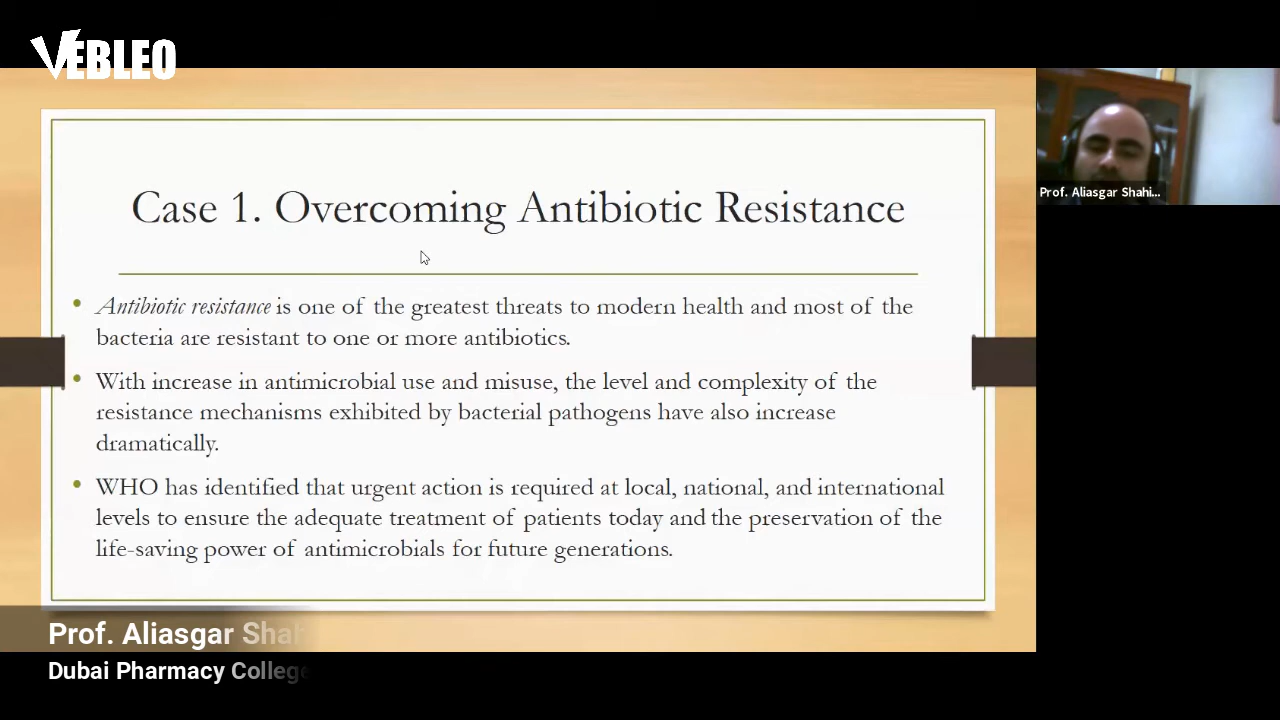 VEBLEO
Case 1. Overcoming Antibiotic Resistance
• Antibiotic resistance is one of the greatest threats to modern health and most of the
bacteria are resistant to one or more antibiotics.
• With increase in antimicrobial use and misuse, the level and complexity of the
resistance mechanisms exhibited by bacterial pathogens have also increase
dramatically.
• WHO has identified that urgent action is required at local, national, and international
levels to ensure the adequate treatment of patients today and the preservation of the
life-saving power of antimicrobials for future generations.
Prof. Aliasgar Shahi...
Prof. Aliasgar Shah
Dubai Pharmacy College